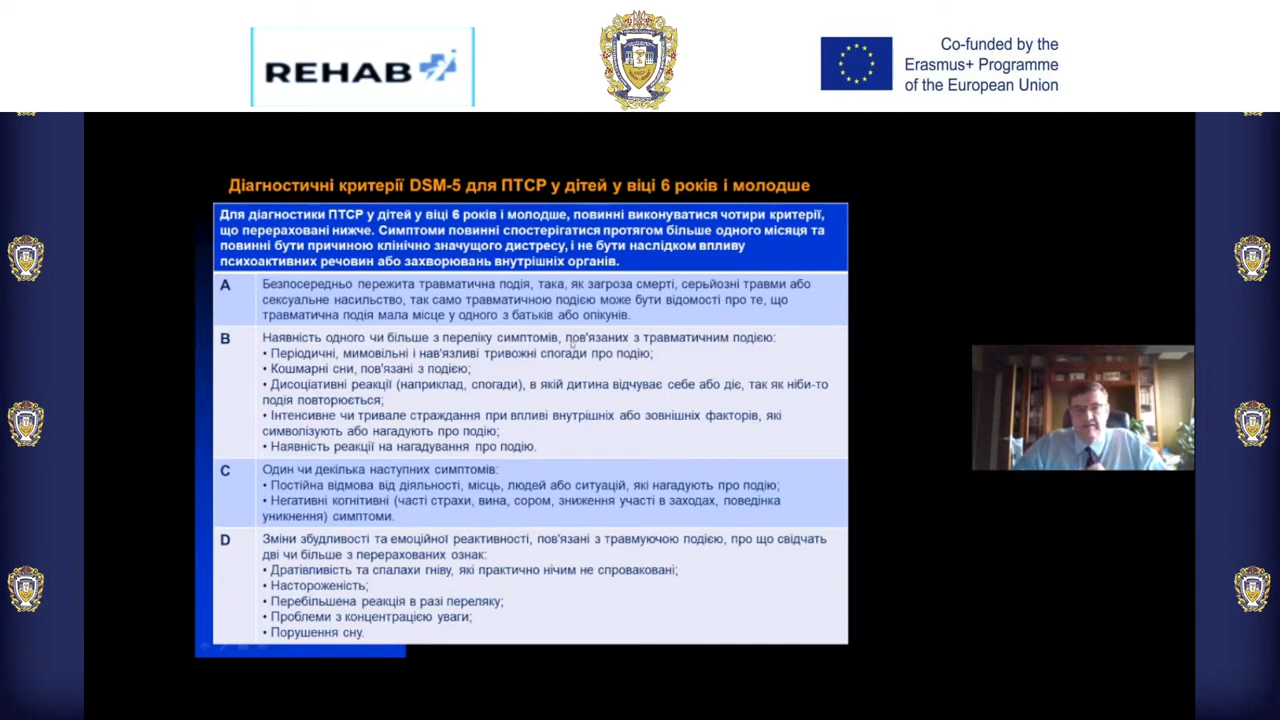 REHAB
Co-funded by the
Erasmus+ Programme
of the European Union
Діагностичні критерії DSM-5 для ПТСР у дітей у віці 6 років і молодше
Для діагностики ПТСР у дітей у віці 6 років і молодше, повинні виконуватися чотири критерії,
що перераховані нижче. Симптоми повинні спостерігатися протягом більше одного місяця та
повинні бути причиною клінічно значущого дистресу, і не бути наслідком впливу
психоактивних речовин або захворювань внутрішніх органів.
A Безпосередньо пережита травматична подія, така, як загроза смерті, серьйозні травми або
сексуальне насильство, так само травматичною подією може бути відомості про те, що
травматична подія мала місце у одного з батьків або опікунів.
B Наявність одного чи більше з переліку симптомів, пов'язаних з травматичним подією:
• Періодичні, мимовільні і нав'язливі тривожні спогади про подію;
• Кошмарні сни, пов'язані з подією;
• Дисоціативні реакції (наприклад, спогади), в якій дитина відчуває себе або діє, так як ніби-то
подія повторюється;
• Інтенсивне чи тривале страждання при впливі внутрішніх або зовнішніх факторів, які
символізують або нагадують про подію;
• Наявність реакції на нагадування про подію.
C Один чи декілька наступних симптомів:
• Постійна відмова від діяльності, місць, людей або ситуацій, які нагадують про подію;
• Негативні когнітивні (часті страхи, вина, сором, зниження участі в заходах, поведінка
уникнення) симптоми.
D Зміни збудливості та емоційної реактивності, пов'язані з травмуючою подією, про що свідчать
дві чи більше з перерахованих ознак:
• Дратівливість та спалахи гніву, які практично нічим не спроваковані;
• Настороженість;
• Перебільшена реакція в разі переляку;
• Проблеми з концентрацією уваги;
• Порушення сну.